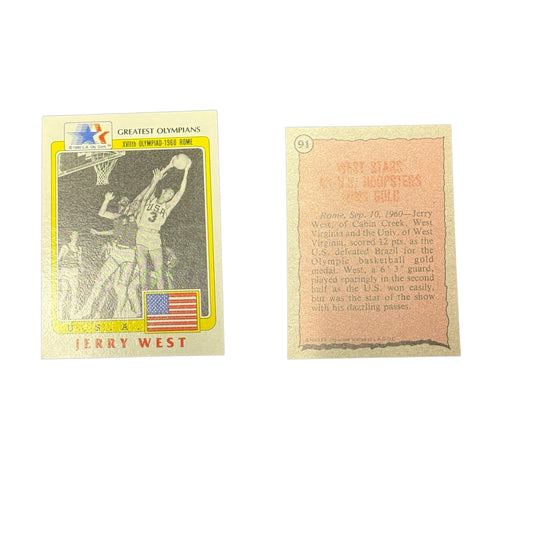 GREATEST OLYMPIANS
XVIIth OLYMPIAD-1960 ROME
USA
3
U S A
JERRY WEST
91
WEST STARS
AS U.S. HOOPSTERS
GOLD
Rome, Sep. 10, 1960—Jerry
West, of Cabin Creek, West
Virginia and the Univ. of West
Virginia, scored 12 pts. as the
U.S. defeated Brazil for the
Olympic basketball gold
medal. West, a 6' 3" guard,
played sparingly in the second
half as the U.S. won easily,
but was the star of the show
with his dazzling passes.